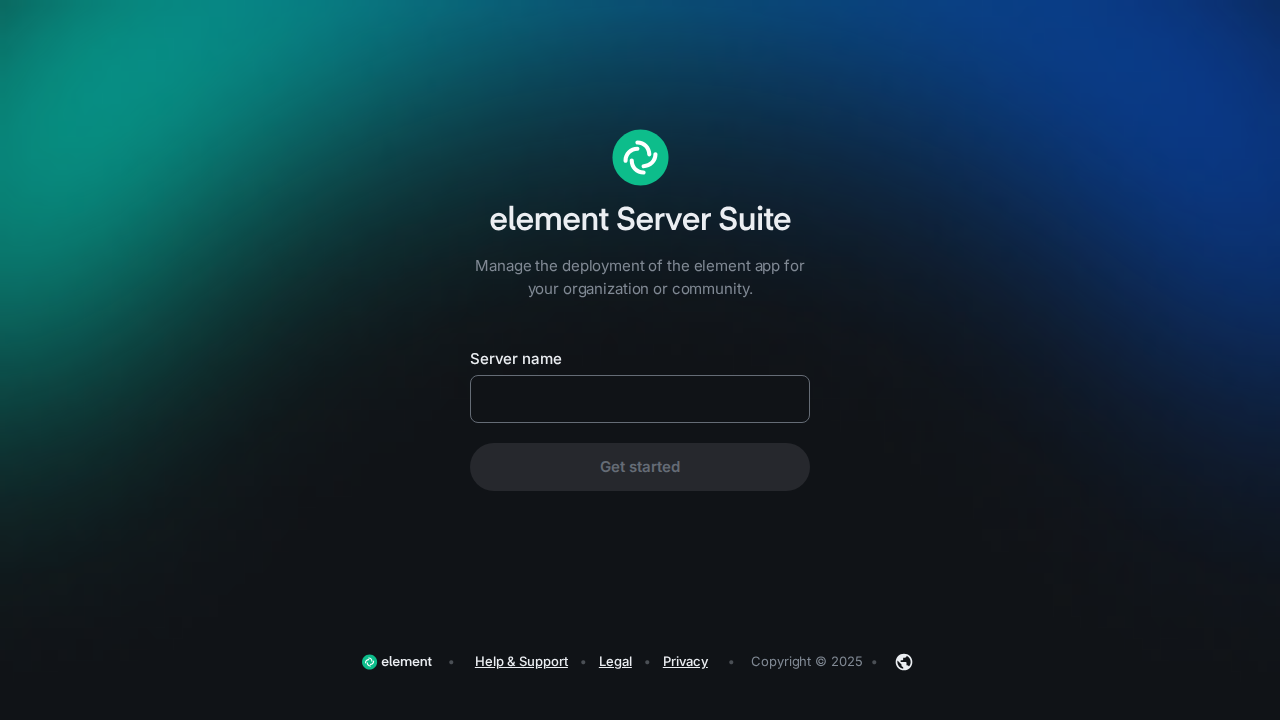 element Server Suite
Manage the deployment of the element app for
your organization or community.
Server name
Get started
element • Help & Support • Legal • Privacy • Copyright © 2025 •